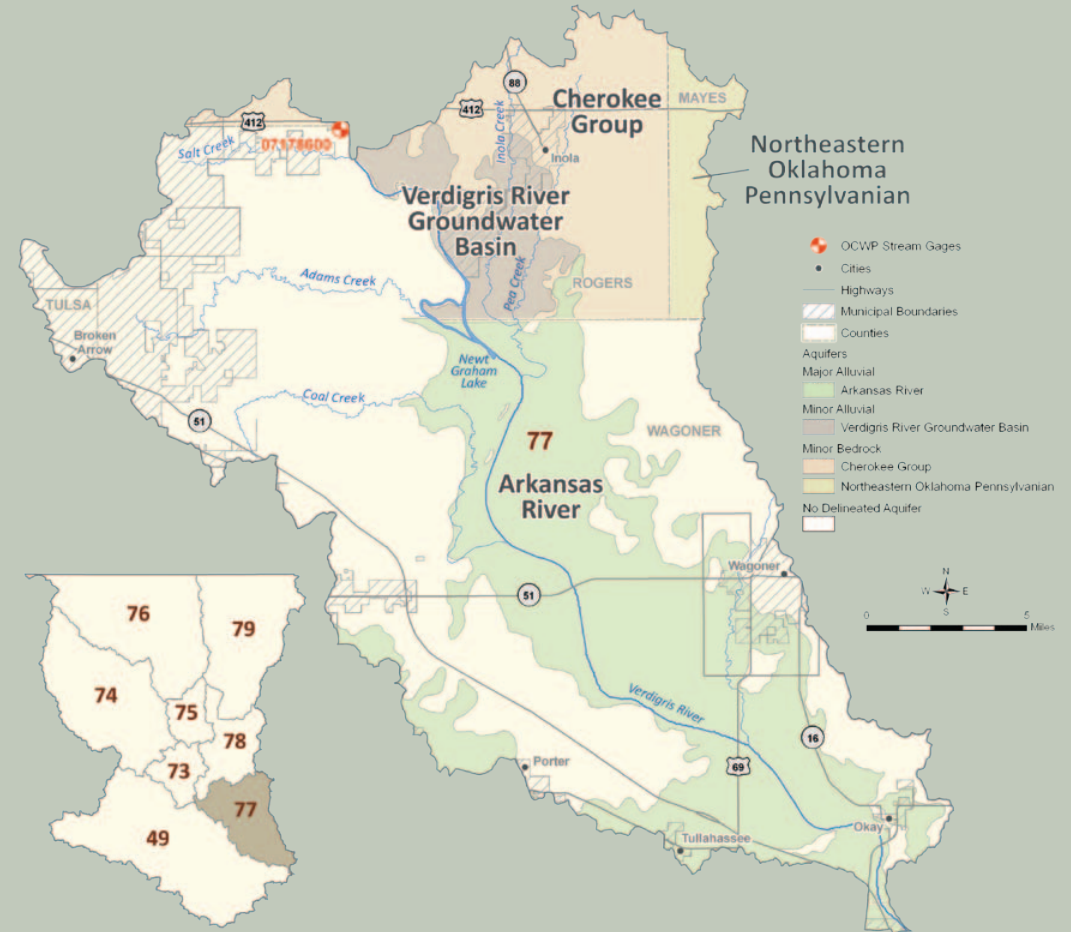 88
412
Cherokee
Group
MAYES
Inola Creek
Inola
412
07178600
Salt Creek
Northeastern
Oklahoma
Pennsylvanian
Verdigris River
Groundwater
Basin
Pea Creek
ROGERS
Adams Creek
TULSA
Broken
Arrow
Newt
Graham
Lake
Coal Creek
51
77
WAGONER
Arkansas
River
Wagoner
51
Verdigris River
16
69
Porter
Tullahassee
Okay
OCWP Stream Gages
Cities
Highways
Municipal Boundaries
Counties
Aquifers
Major Alluvial
Arkansas River
Minor Alluvial
Verdigris River Groundwater Basin
Minor Bedrock
Cherokee Group
Northeastern Oklahoma Pennsylvanian
No Delineated Aquifer
N
W E
S
0 5
Miles
76
79
74
75
78
73
77
49